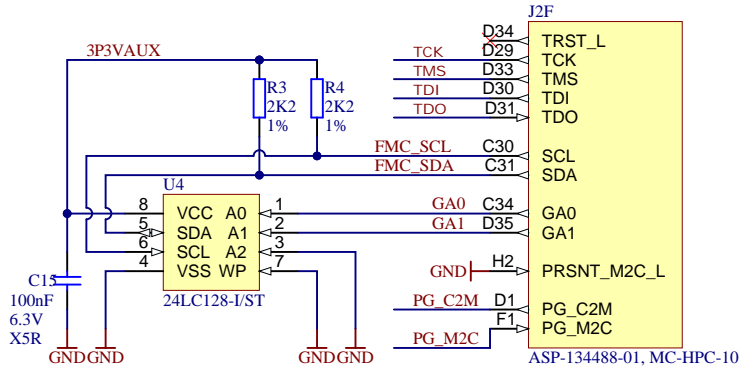 J2F
3P3VAUX
D34 TRST_L
TCK D29 TCK
TMS D33 TMS
TDI D30 TDI
TDO D31 TDO
R3
2K2
1%
R4
2K2
1%
FMC_SCL C30 SCL
FMC_SDA C31 SDA
U4
8 VCC A0 1
5 SDA A1 2
6 SCL A2 3
4 VSS WP 7
24LC128-I/ST
GA0 C34 GA0
GA1 D35 GA1
GND H2 PRSNT_M2C_L
PG_C2M D1 PG_C2M
PG_M2C F1 PG_M2C
C15
100nF
6.3V
X5R
GND GND GND GND
ASP-134488-01, MC-HPC-10